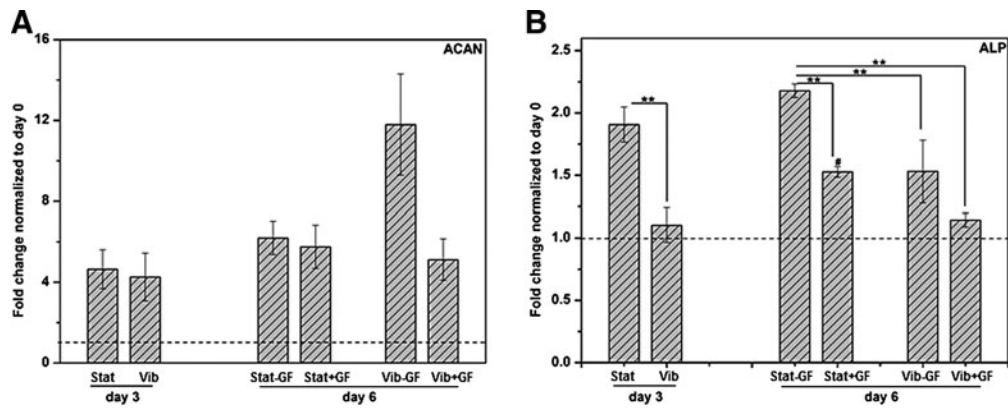 A
ACAN
Fold change normalized to day 0
16
12
8
4
0
Stat Vib Stat-GF Stat+GF Vib-GF Vib+GF
day 3 day 6
B
ALP
Fold change normalized to day 0
2.5
2.0
1.5
1.0
0.5
0.0
**
**
**
**
#
Stat Vib Stat-GF Stat+GF Vib-GF Vib+GF
day 3 day 6